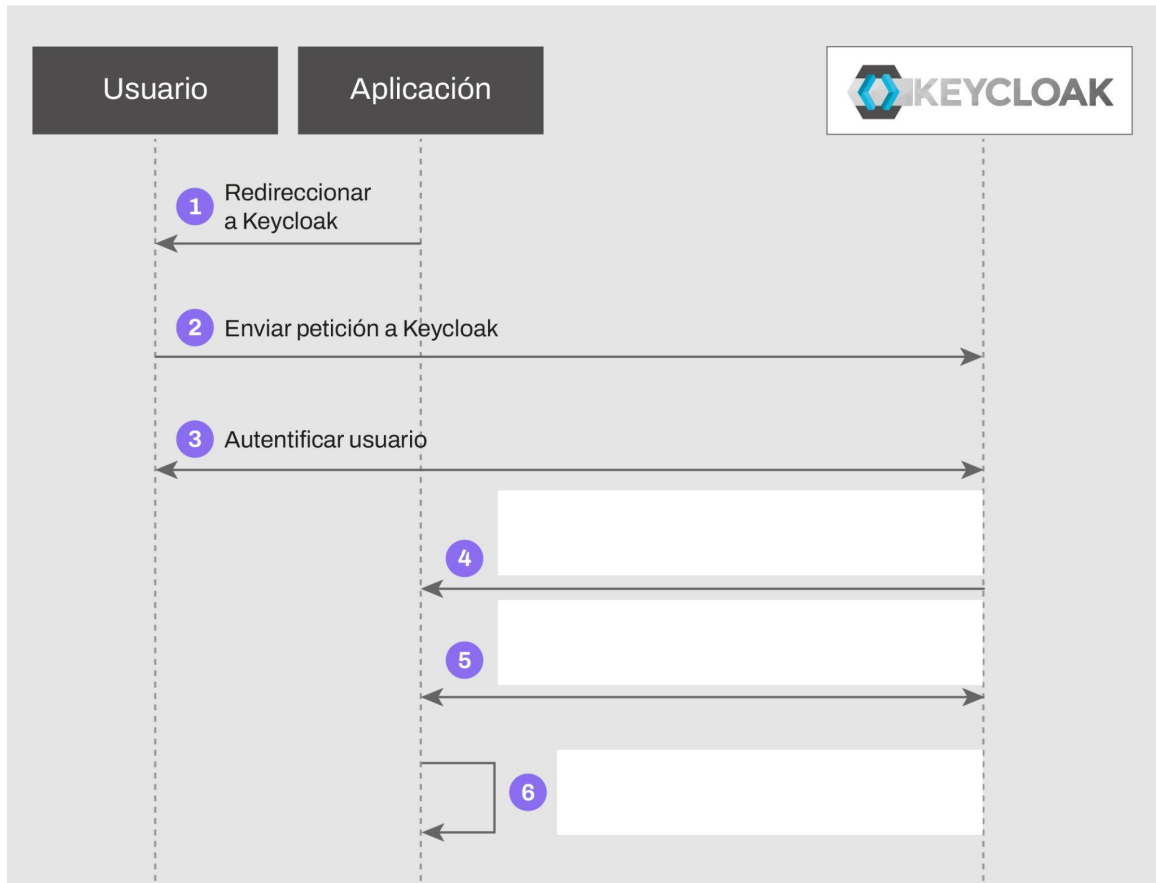 Usuario
Aplicación
KEYCLOAK
1
Redireccionar
a Keycloak
2
Enviar petición a Keycloak
3
Autentificar usuario
4
5
6